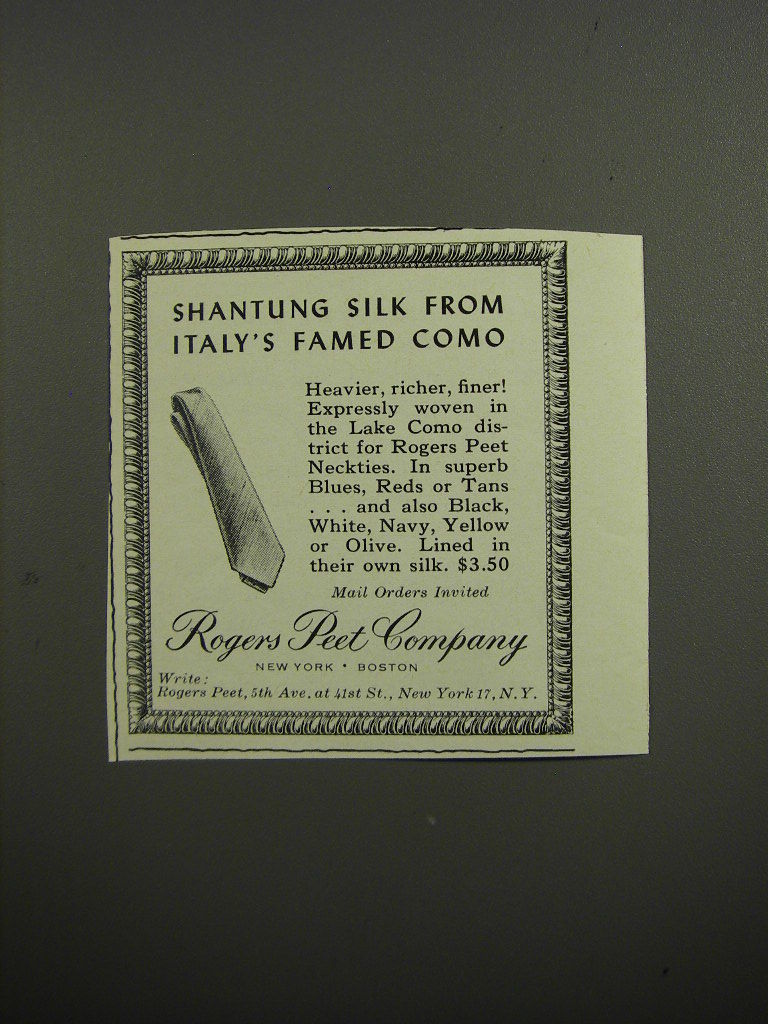 SHANTUNG SILK FROM
ITALY'S FAMED COMO
Heavier, richer, finer!
Expressly woven in
the Lake Como dis-
trict for Rogers Peet
Neckties. In superb
Blues, Reds or Tans
. . . and also Black,
White, Navy, Yellow
or Olive. Lined in
their own silk. $3.50
Mail Orders Invited
Rogers Peet Company
NEW YORK • BOSTON
Write:
Rogers Peet, 5th Ave. at 41st St., New York 17, N.Y.